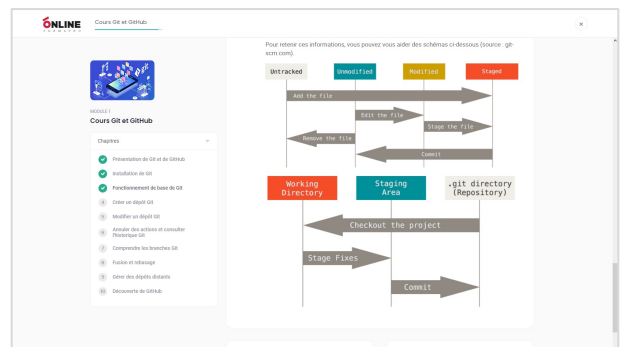 ONLINE
FORMAPRO
Cours Git et GitHub
×
MODULE 1
Cours Git et GitHub
Chapitres
Présentation de Git et de GitHub
Installation de Git
Fonctionnement de base de Git
4 Créer un dépôt Git
5 Modifier un dépôt Git
6 Annuler des actions et consulter
l'historique Git
7 Comprendre les branches Git
8 Fusion et rebasage
9 Gérer des dépôts distants
10 Découverte de GitHub
Pour retenir ces informations, vous pouvez vous aider des schémas ci-dessous (source : git-
scm.com).
Untracked Unmodified Modified Staged
Add the file
Edit the file
Stage the file
Remove the file
Commit
Working
Directory
Staging
Area
.git directory
(Repository)
Checkout the project
Stage Fixes
Commit